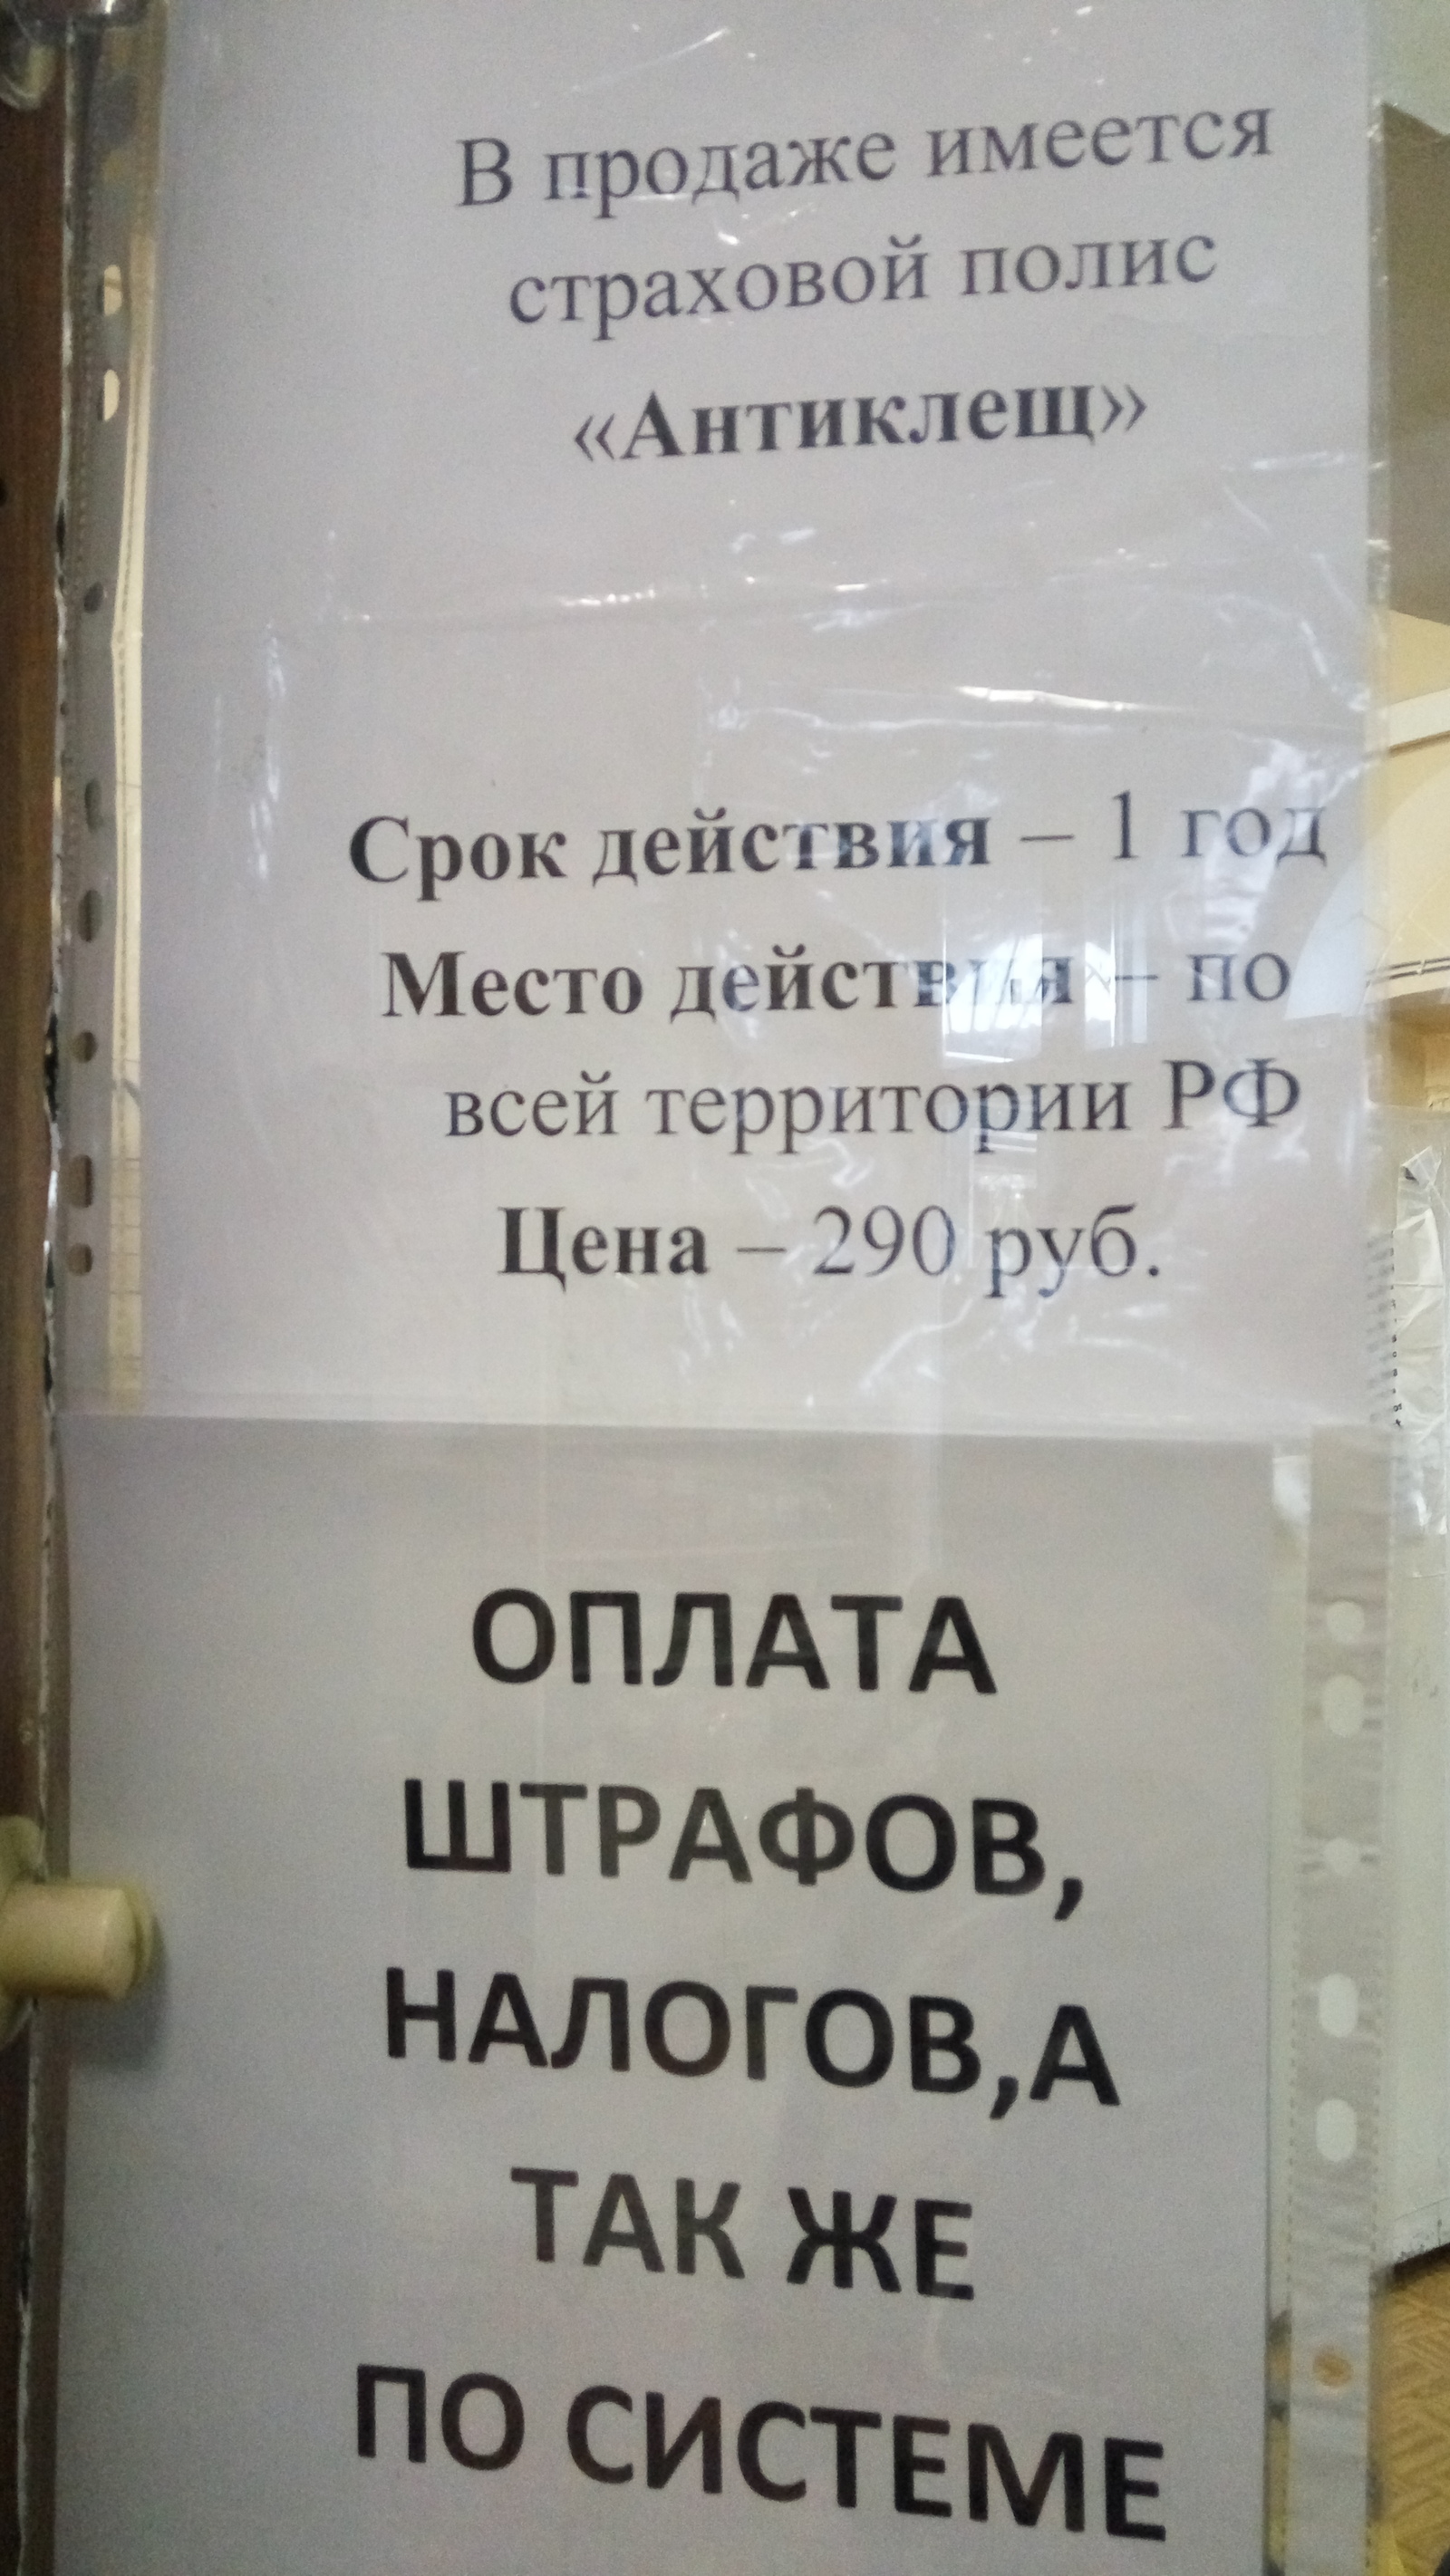 В продаже имеется
страховой полис
«Антиклещ»
Срок действия – 1 год
Место действия – по
всей территории РФ
Цена – 290 руб.
ОПЛАТА
ШТРАФОВ,
НАЛОГОВ,А
ТАК ЖЕ
ПО СИСТЕМЕ